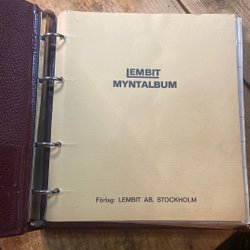 LEMBIT
MYNTALBUM
Förlag: LEMBIT AB, STOCKHOLM